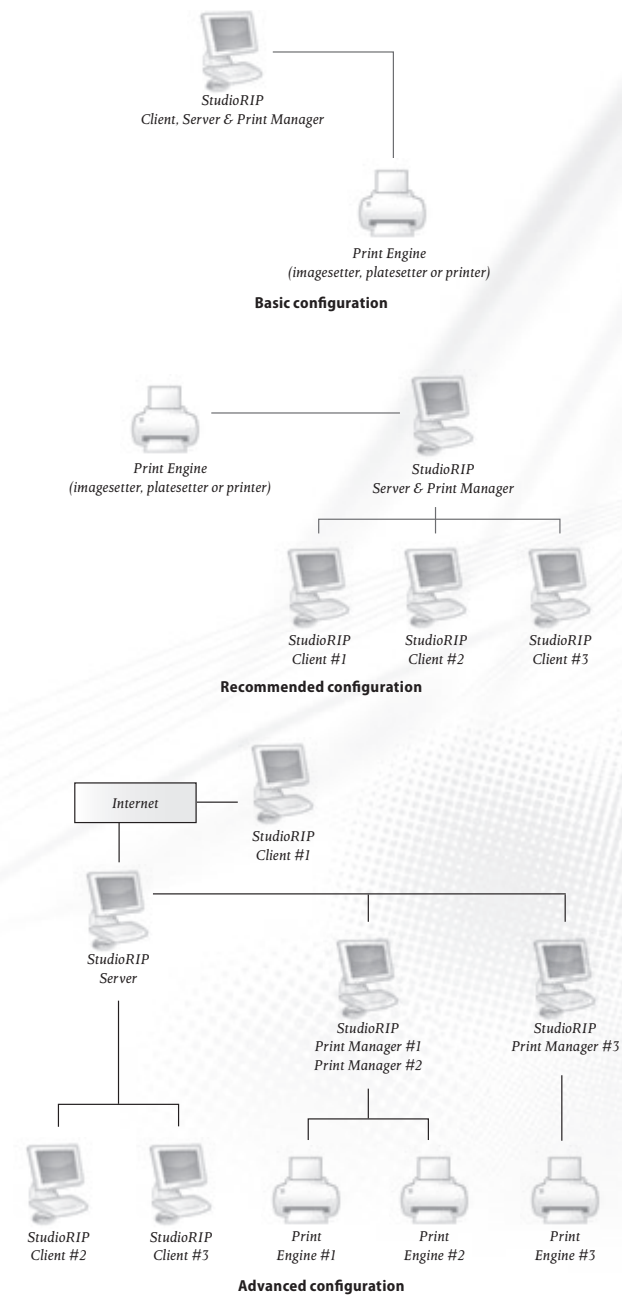 StudioRIP
Client, Server & Print Manager
Print Engine
(imagesetter, platesetter or printer)
Basic configuration
Print Engine
(imagesetter, platesetter or printer)
StudioRIP
Server & Print Manager
StudioRIP
Client #1
StudioRIP
Client #2
StudioRIP
Client #3
Recommended configuration
Internet
StudioRIP
Client #1
StudioRIP
Server
StudioRIP
Print Manager #1
Print Manager #2
StudioRIP
Print Manager #3
StudioRIP
Client #2
StudioRIP
Client #3
Print
Engine #1
Print
Engine #2
Print
Engine #3
Advanced configuration